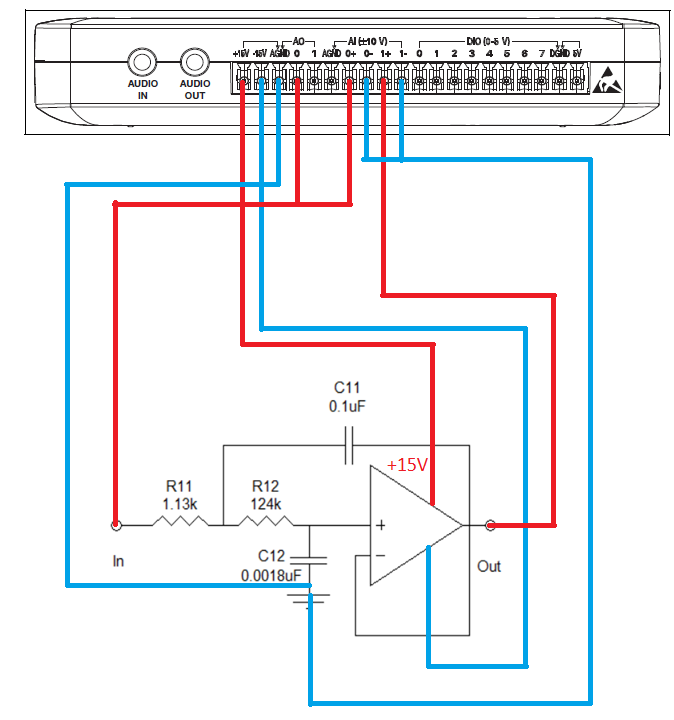 AO AI (±10 V) DIO (0-5 V)
+15V -15V AGND 0 1 AGND 0+ 0- 1+ 1- 0 1 2 3 4 5 6 7 DGND 5V
AUDIO IN
AUDIO OUT
C11
0.1uF
+15V
R11
1.13k
R12
124k
+
−
In
C12
0.0018uF
Out